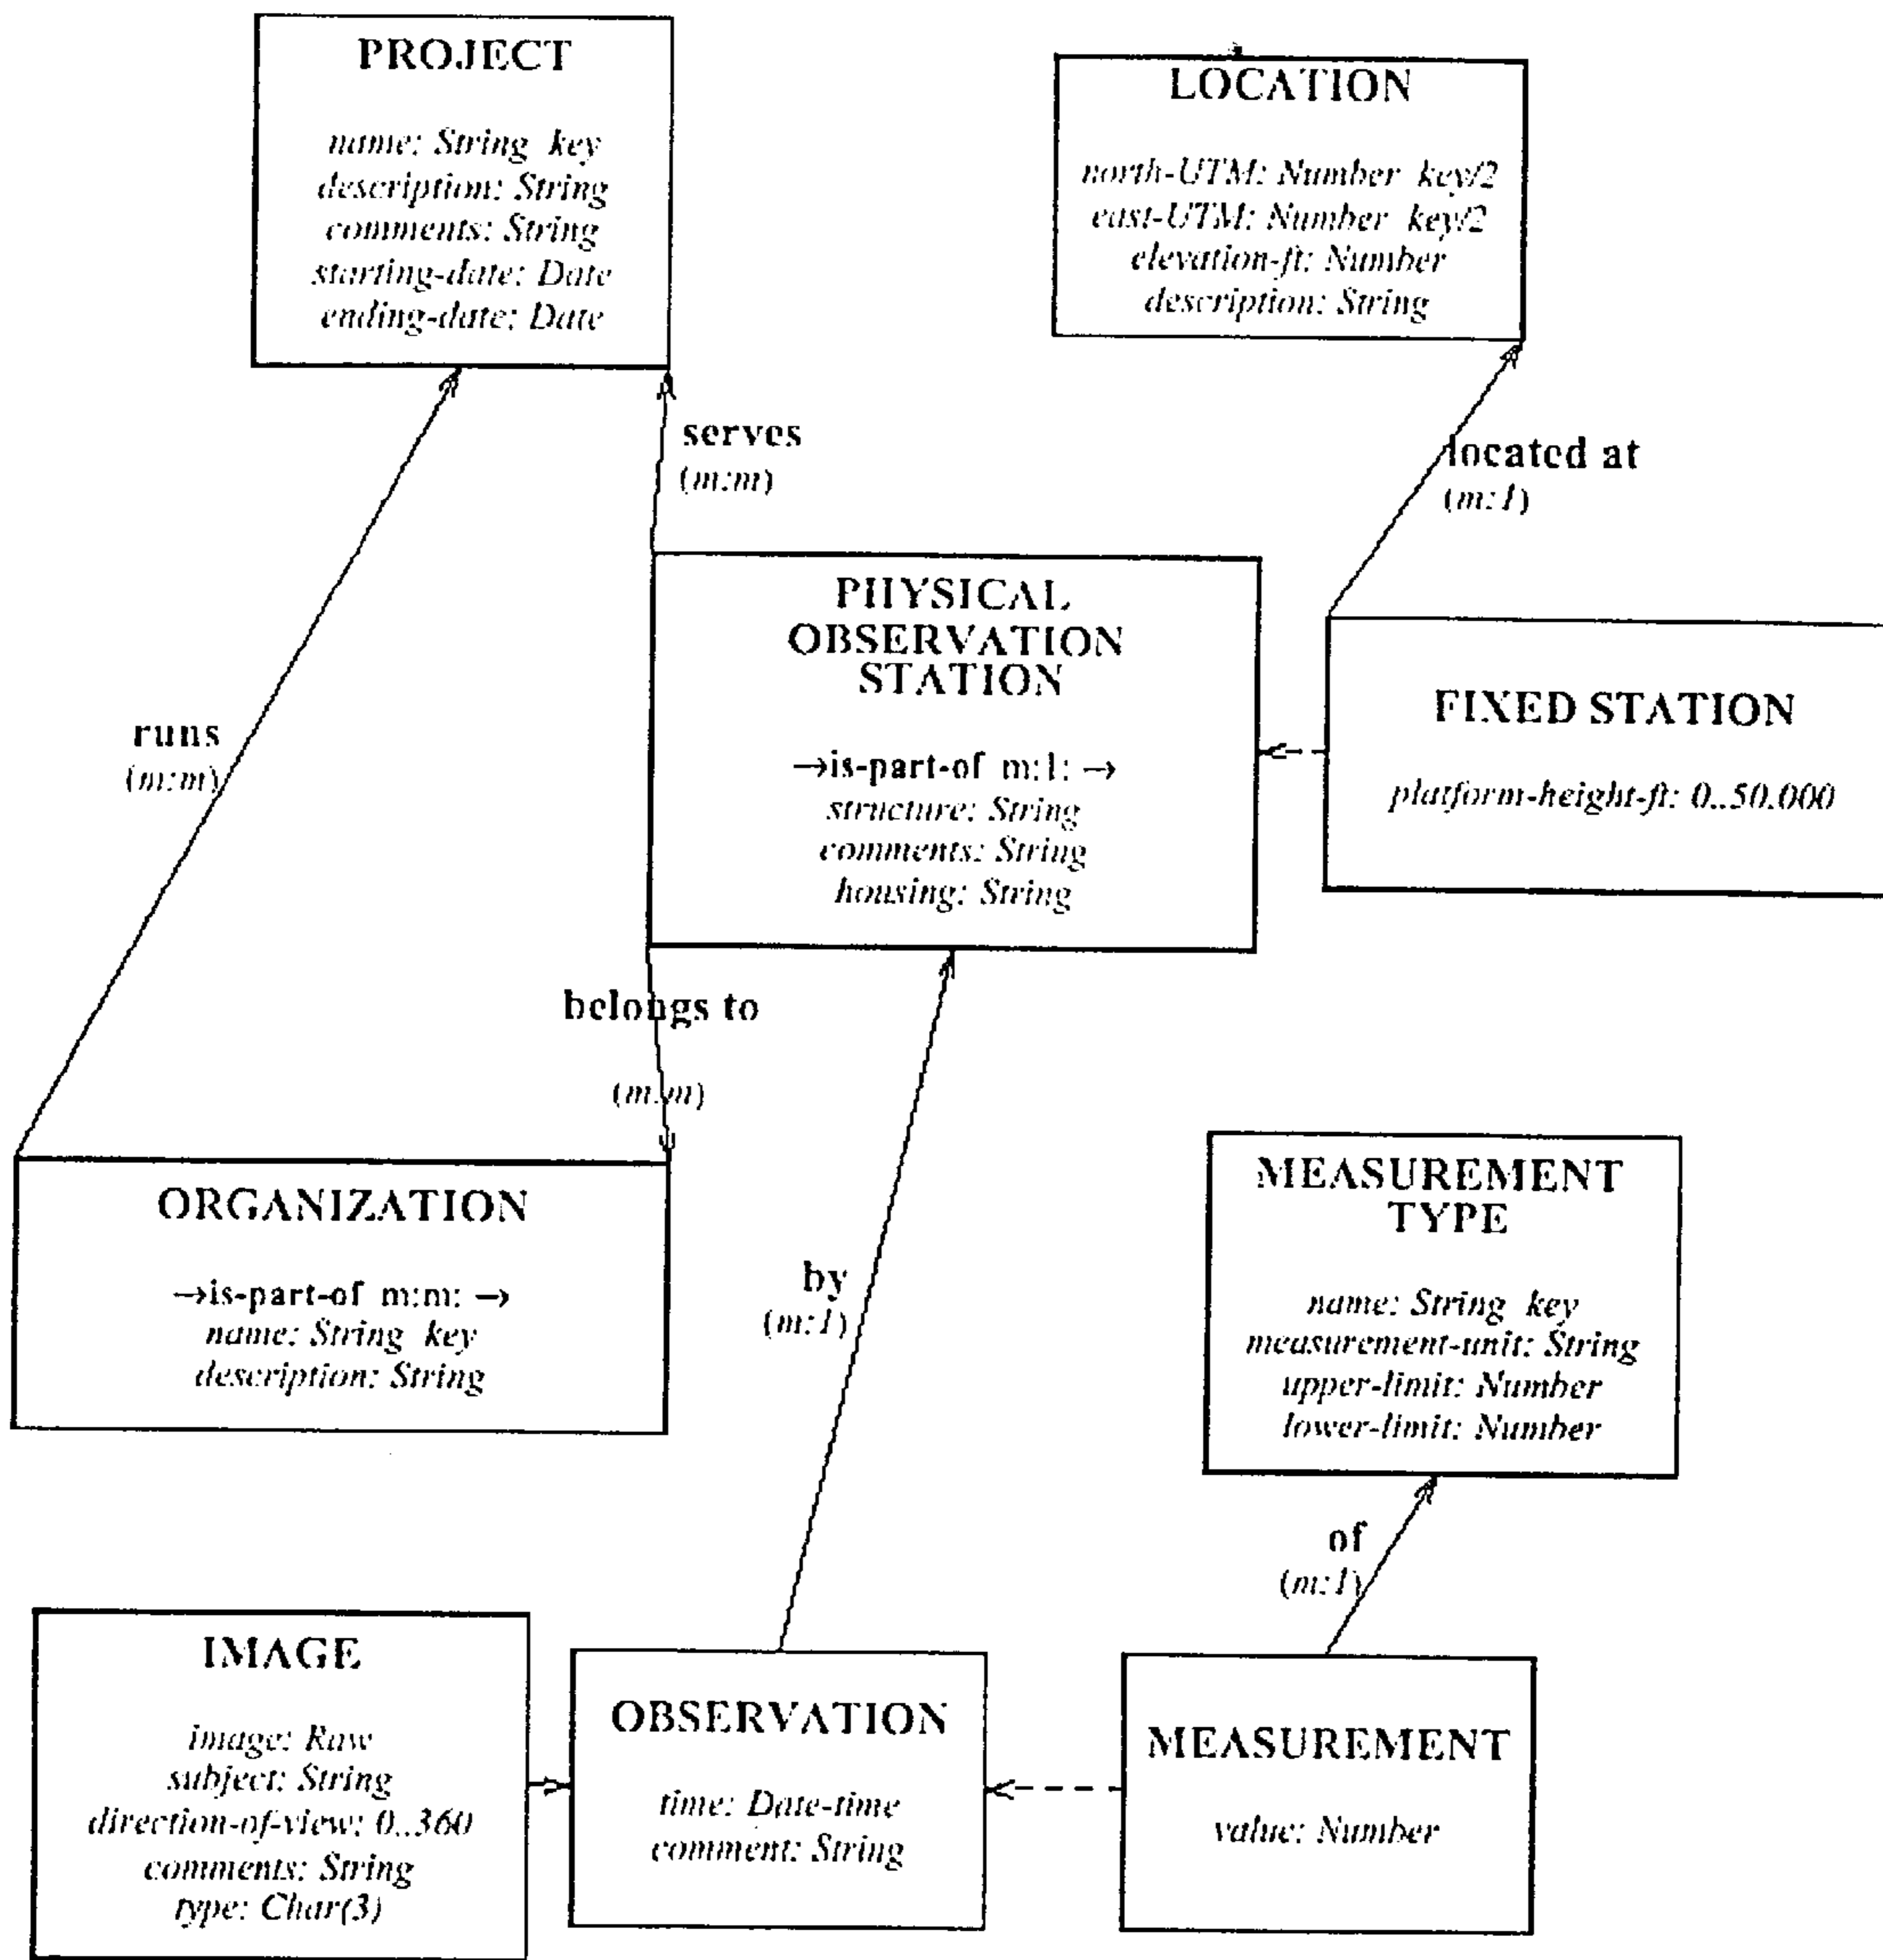 PROJECT
name: String key
description: String
comments: String
starting-date: Date
ending-date: Date
LOCATION
north-UTM: Number key/2
east-UTM: Number key/2
elevation-ft: Number
description: String
serves
(m:m)
located at
(m:1)
runs
(m:m)
PHYSICAL
OBSERVATION
STATION
→is-part-of m:1: →
structure: String
comments: String
housing: String
FIXED STATION
platform-height-ft: 0..50.000
belongs to
(m:m)
ORGANIZATION
→is-part-of m:m: →
name: String key
description: String
by
(m:1)
MEASUREMENT
TYPE
name: String key
measurement-unit: String
upper-limit: Number
lower-limit: Number
of
(m:1)
IMAGE
image: Raw
subject: String
direction-of-view: 0..360
comments: String
type: Char(3)
OBSERVATION
time: Date-time
comment: String
MEASUREMENT
value: Number